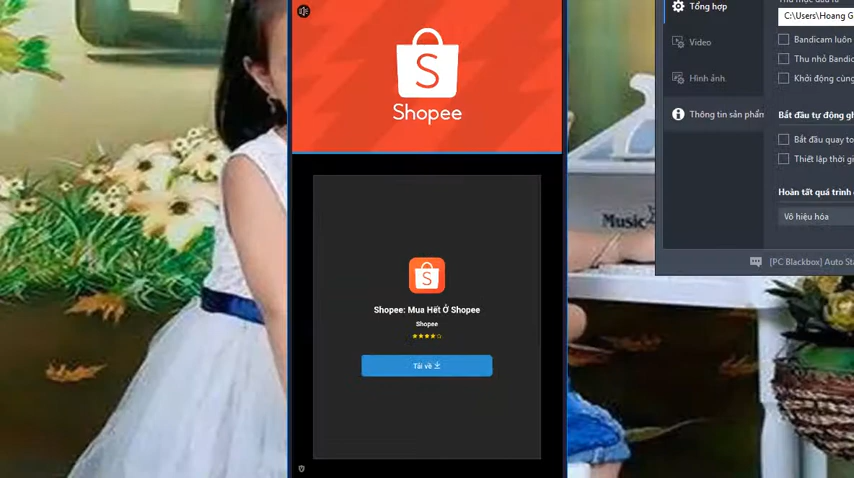 S
Shopee
S
Shopee: Mua Hết Ở Shopee
Shopee
Tải về
Music
Tổng hợp
Video
Hình ảnh
Thông tin sản phẩm
C:\Users\Hoang G
Bandicam luôn
Thu nhỏ Bandic
Khởi động cùng
Bắt đầu tự động gh
Bắt đầu quay to
Thiết lập thời gi
Hoàn tất quá trình
Vô hiệu hóa
[PC Blackbox] Auto Sta